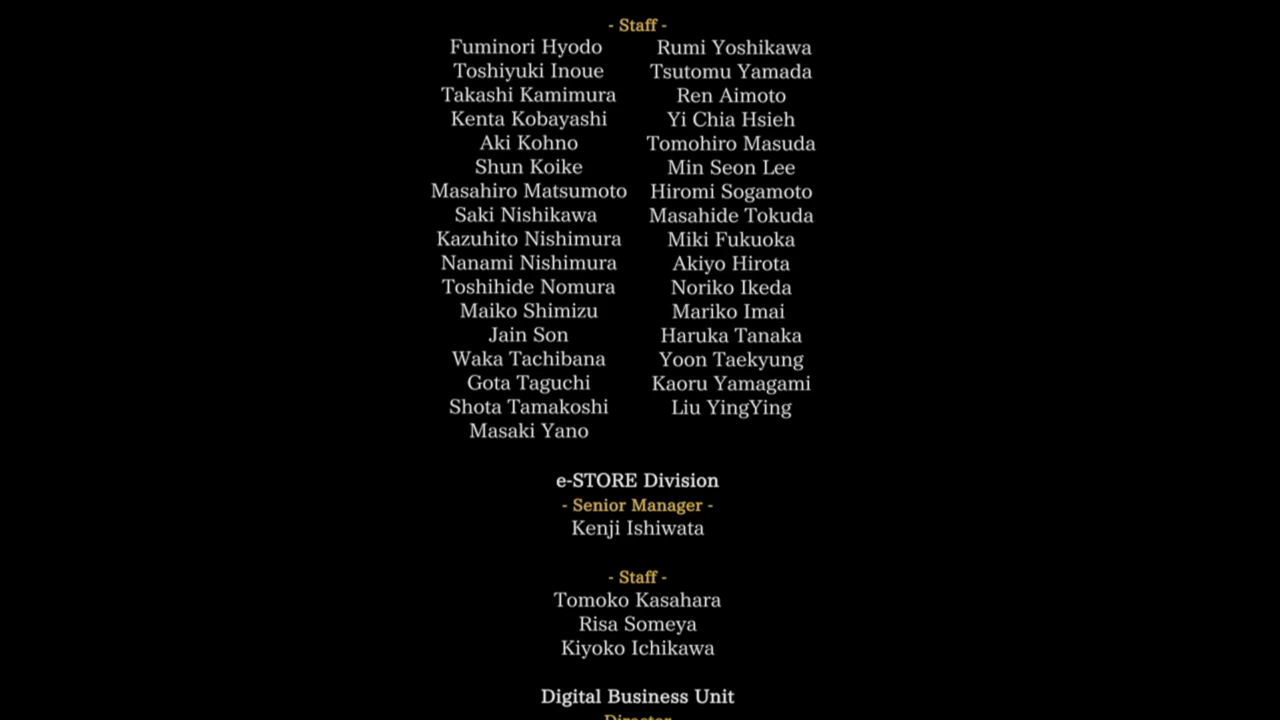 - Staff -
Fuminori Hyodo
Toshiyuki Inoue
Takashi Kamimura
Kenta Kobayashi
Aki Kohno
Shun Koike
Masahiro Matsumoto
Saki Nishikawa
Kazuhito Nishimura
Nanami Nishimura
Toshihide Nomura
Maiko Shimizu
Jain Son
Waka Tachibana
Gota Taguchi
Shota Tamakoshi
Masaki Yano
Rumi Yoshikawa
Tsutomu Yamada
Ren Aimoto
Yi Chia Hsieh
Tomohiro Masuda
Min Seon Lee
Hiromi Sogamoto
Masahide Tokuda
Miki Fukuoka
Akiyo Hirota
Noriko Ikeda
Mariko Imai
Haruka Tanaka
Yoon Taekyung
Kaoru Yamagami
Liu YingYing
e-STORE Division
- Senior Manager -
Kenji Ishiwata
- Staff -
Tomoko Kasahara
Risa Someya
Kiyoko Ichikawa
Digital Business Unit
- Director -